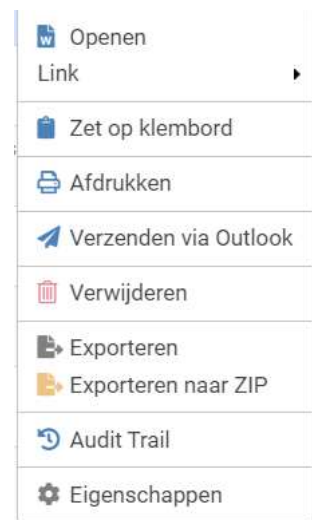 Openen
Link
Zet op klembord
Afdrukken
Verzenden via Outlook
Verwijderen
Exporteren
Exporteren naar ZIP
Audit Trail
Eigenschappen